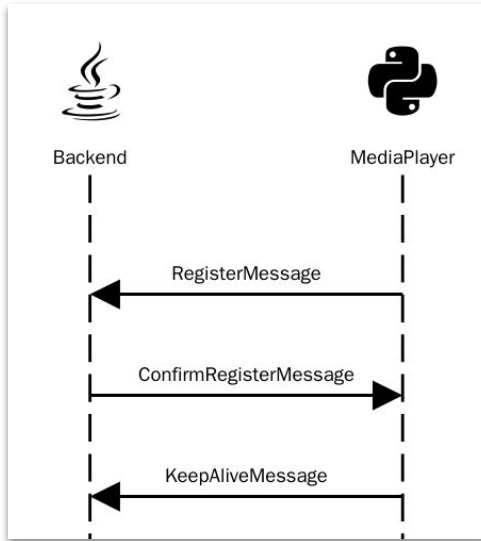 Backend
MediaPlayer
RegisterMessage
ConfirmRegisterMessage
KeepAliveMessage